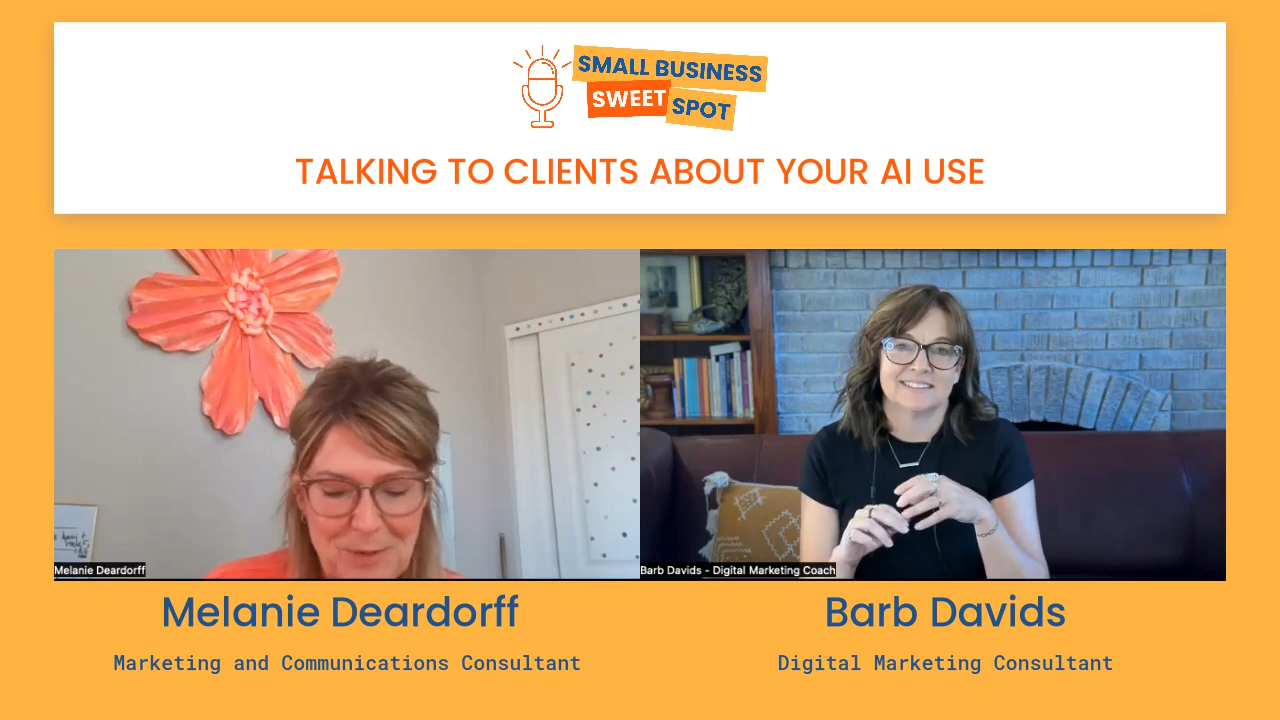 SMALL BUSINESS
SWEET SPOT
TALKING TO CLIENTS ABOUT YOUR AI USE
Melanie Deardorff
Barb Davids - Digital Marketing Coach
Melanie Deardorff
Barb Davids
Marketing and Communications Consultant
Digital Marketing Consultant